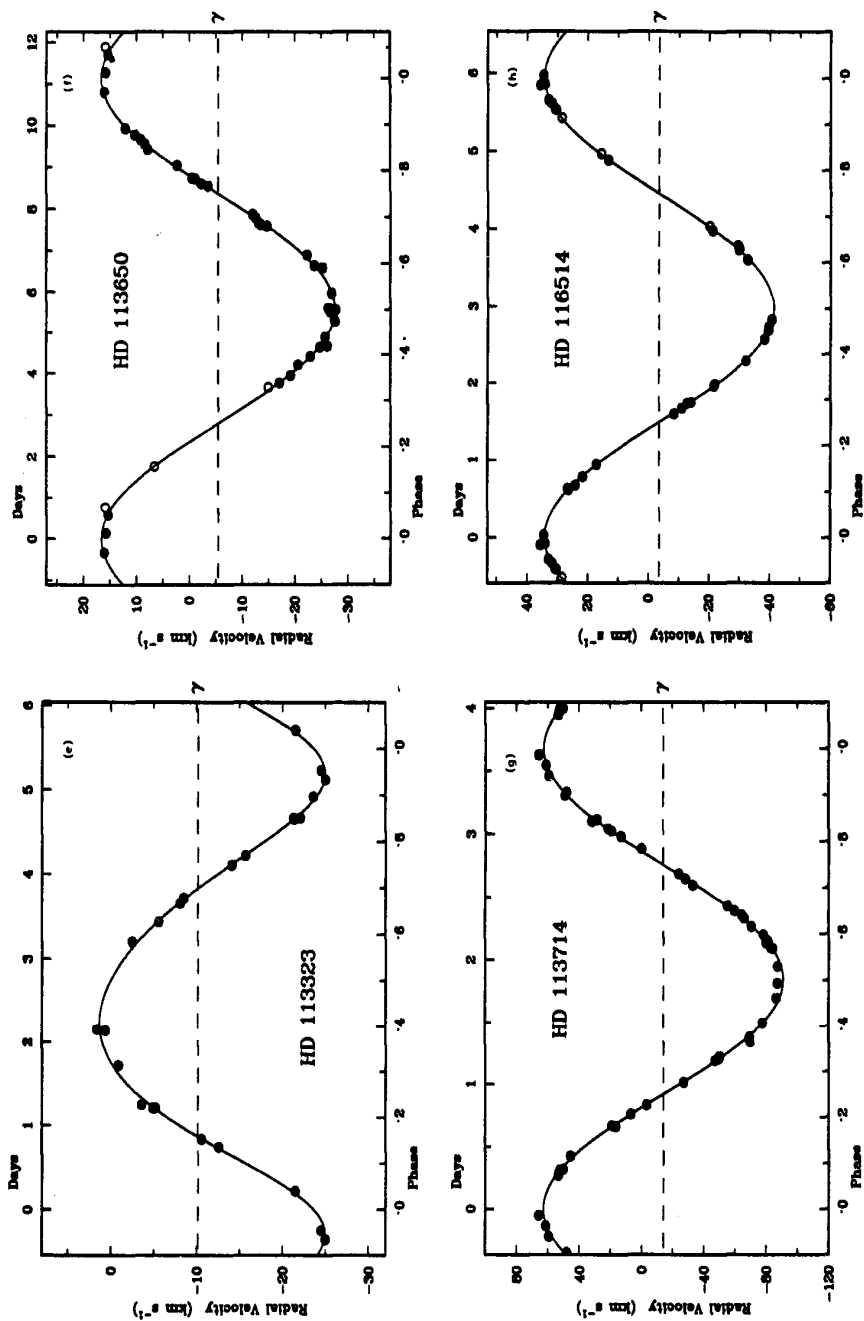 Days
0 1 2 3 4 5 6
(e)
Radial Velocity (km s⁻¹)
0
-10
-20
-30
γ
HD 113323
·0 ·2 ·4 ·6 ·8 ·0
Phase
Days
0 2 4 6 8 10 12
(f)
Radial Velocity (km s⁻¹)
20
10
0
-10
-20
-30
γ
HD 113650
·0 ·2 ·4 ·6 ·8 ·0
Phase
Days
0 1 2 3 4
(g)
Radial Velocity (km s⁻¹)
80
40
0
-40
-80
-120
γ
HD 113714
·0 ·2 ·4 ·6 ·8 ·0
Phase
Days
0 1 2 3 4 5 6
(h)
Radial Velocity (km s⁻¹)
40
20
0
-20
-40
-60
γ
HD 116514
·0 ·2 ·4 ·6 ·8 ·0
Phase